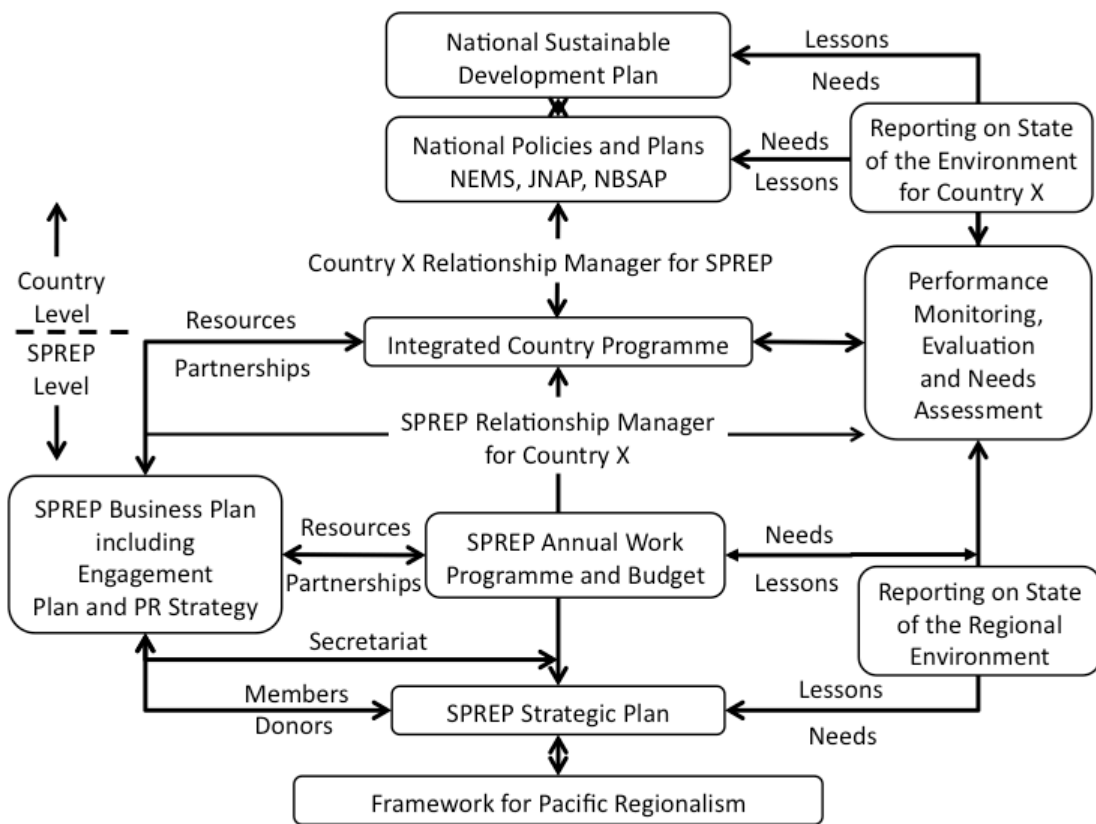 National Sustainable
Development Plan
Lessons
Needs
National Policies and Plans
NEMS, JNAP, NBSAP
Needs
Lessons
Reporting on State
of the Environment
for Country X
Country
Level
SPREP
Level
Country X Relationship Manager for SPREP
Performance
Monitoring,
Evaluation
and Needs
Assessment
Resources
Partnerships
Integrated Country Programme
SPREP Relationship Manager
for Country X
SPREP Business Plan
including
Engagement
Plan and PR Strategy
Resources
Partnerships
SPREP Annual Work
Programme and Budget
Needs
Lessons
Reporting on State
of the Regional
Environment
Secretariat
Members
Donors
SPREP Strategic Plan
Lessons
Needs
Framework for Pacific Regionalism